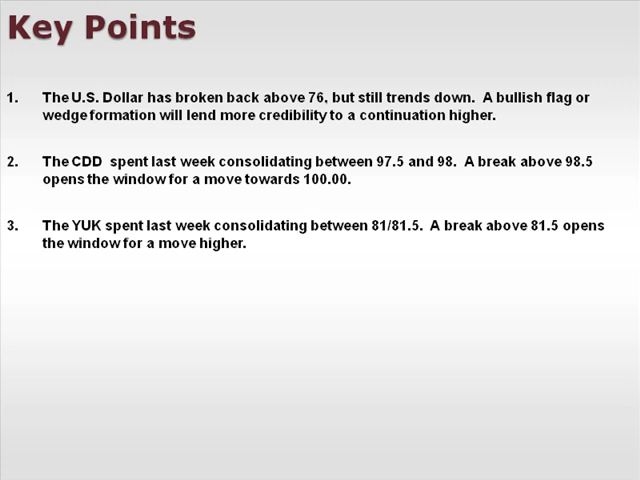 Key Points
1. The U.S. Dollar has broken back above 76, but still trends down.  A bullish flag or
wedge formation will lend more credibility to a continuation higher.
2. The CDD  spent last week consolidating between 97.5 and 98.  A break above 98.5
opens the window for a move towards 100.00.
3. The YUK spent last week consolidating between 81/81.5.  A break above 81.5 opens
the window for a move higher.